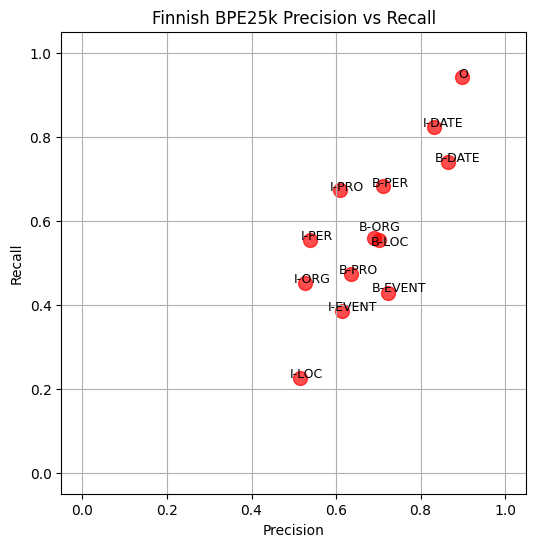 Finnish BPE25k Precision vs Recall
1.0
0.8
0.6
0.4
0.2
0.0
Recall
O
I-DATE
B-DATE
I-PRO
B-PER
B-ORG
I-PER
B-LOC
B-PRO
I-ORG
B-EVENT
I-EVENT
I-LOC
0.0 0.2 0.4 0.6 0.8 1.0
Precision